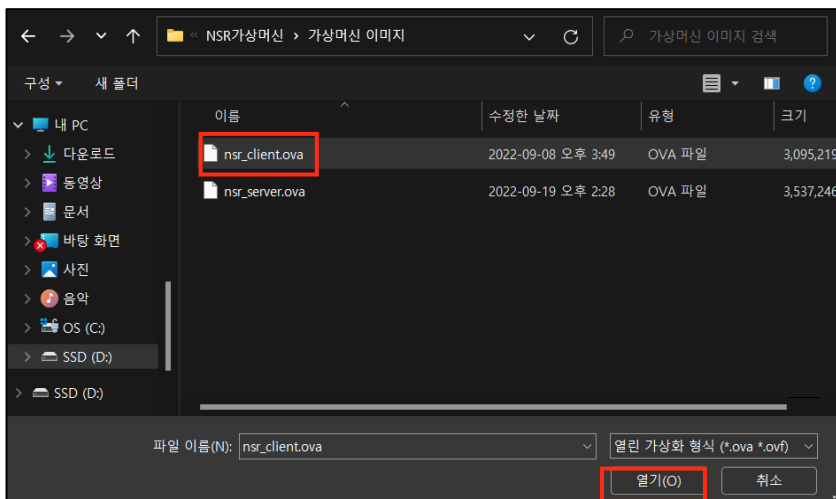 « NSR가상머신 › 가상머신 이미지
가상머신 이미지 검색
구성 새 폴더
이름 수정한 날짜 유형 크기
내 PC
다운로드
동영상
문서
바탕 화면
사진
음악
OS (C:)
SSD (D:)
SSD (D:)
nsr_client.ova 2022-09-08 오후 3:49 OVA 파일 3,095,219
nsr_server.ova 2022-09-19 오후 2:28 OVA 파일 3,537,246
파일 이름(N): nsr_client.ova 열린 가상화 형식 (*.ova *.ovf)
열기(O) 취소